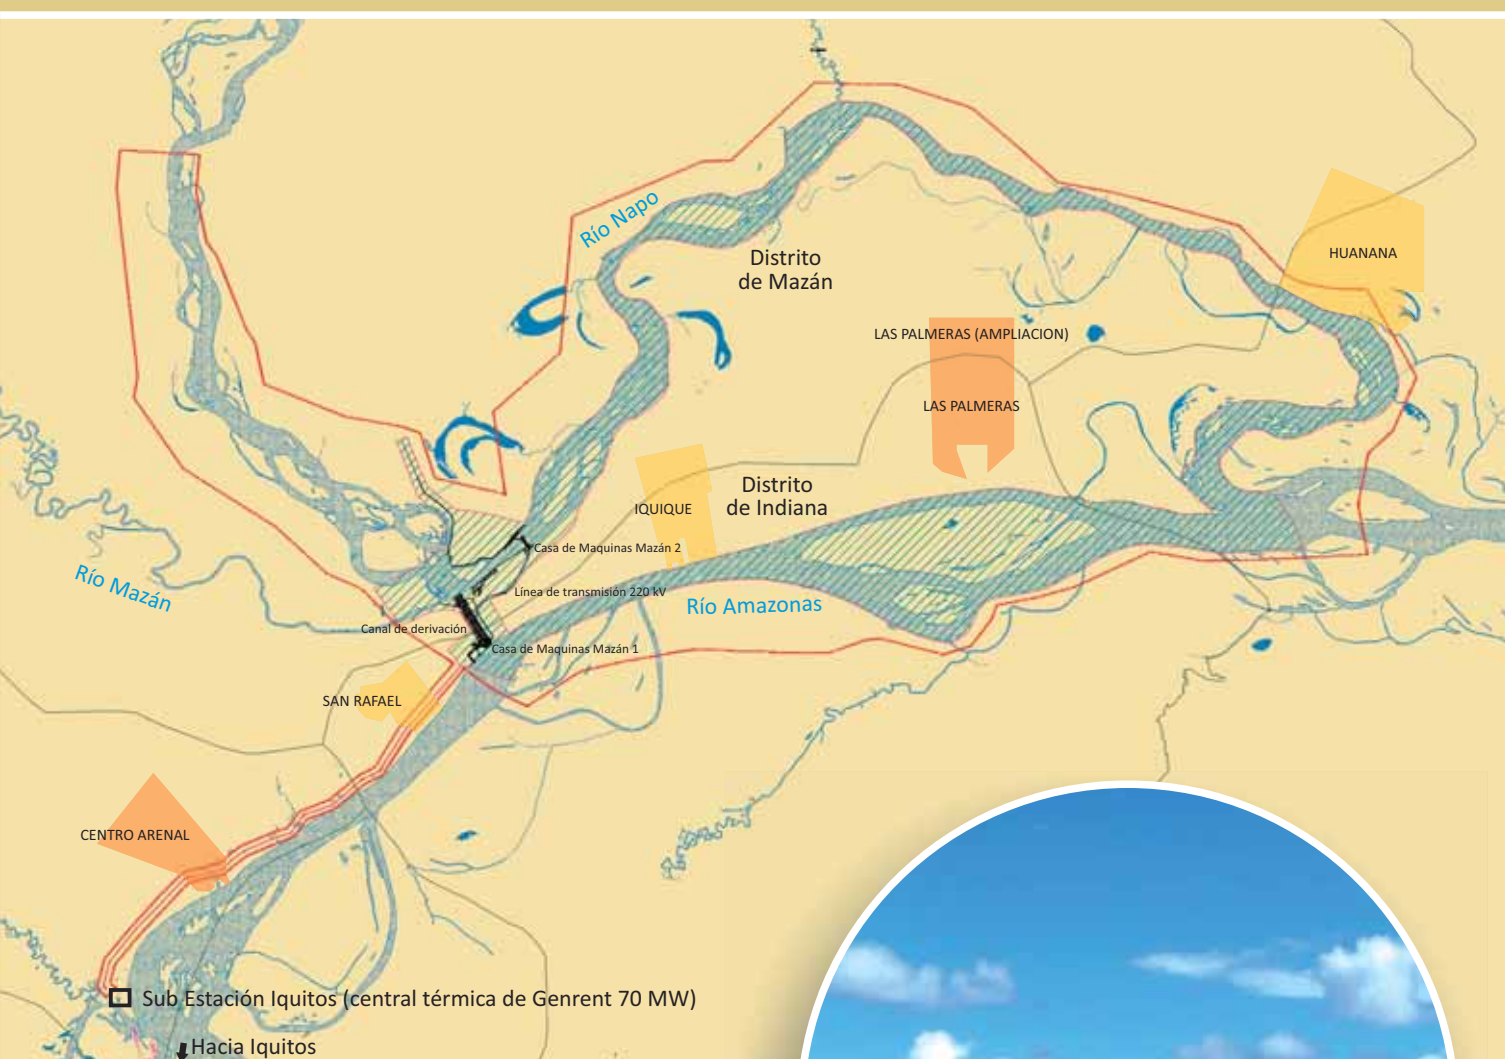 Río Napo
Distrito
de Mazán
HUANANA
LAS PALMERAS (AMPLIACION)
LAS PALMERAS
Distrito
de Indiana
IQUIQUE
Casa de Maquinas Mazán 2
Río Mazán
Línea de transmisión 220 kV
Río Amazonas
Canal de derivación
Casa de Maquinas Mazán 1
SAN RAFAEL
CENTRO ARENAL
Sub Estación Iquitos (central térmica de Genrent 70 MW)
Hacia Iquitos